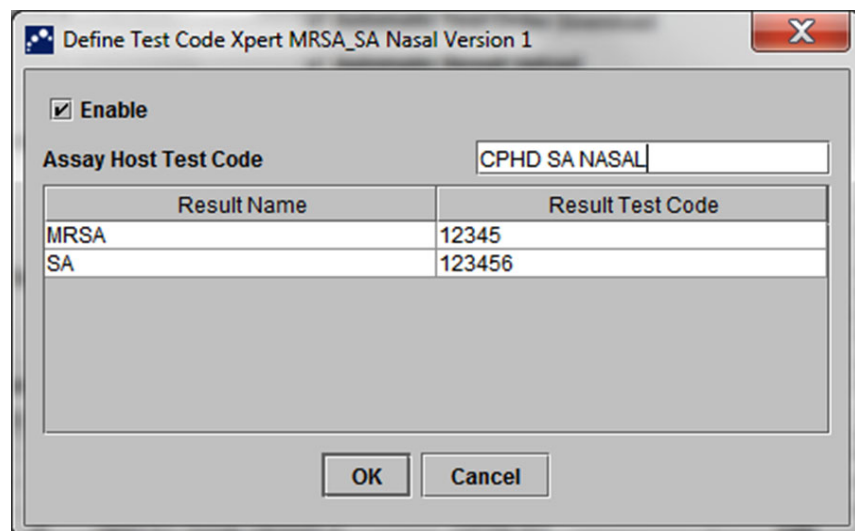 Define Test Code Xpert MRSA_SA Nasal Version 1
Enable
Assay Host Test Code CPHD SA NASAL
Result Name Result Test Code
MRSA 12345
SA 123456
OK Cancel